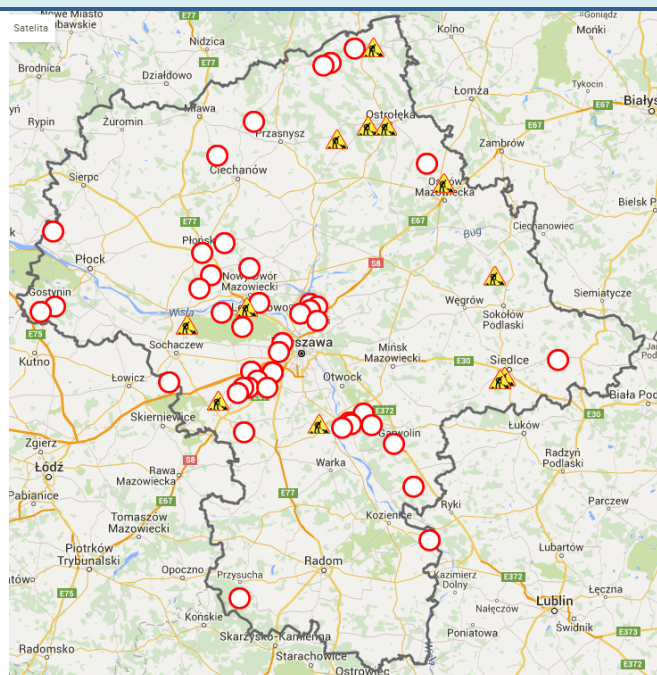 Nowe Miasto
Lubawskie
Goniądz
Satelita
Nidzica
Kolno
Mońki
E77
Brodnica
Działdowo
Łomża
Tykocin
E67
Białys
Rypin
Żuromin
Mława
Przasnysz
Ostrołęka
E67
Zambrów
Sierpc
Ciechanów
Ostrów
Mazowiecka
Bielsk P
E77
E67
Ciechanowiec
Płońsk
Bug
Płock
S8
Nowy Dwór
Mazowiecki
Węgrów
Siemiatycze
Gostynin
Wisła
Sokołów
Podlaski
E75
Sochaczew
szawa
Mińsk
Mazowiecki
E30
Siedlce
Kutno
Łowicz
Otwock
Biała Pod
Skierniewice
E372
E30
Garwolin
Łuków
Zgierz
S8
Warka
Radzyń
Podlaski
Łódź
Rawa
Mazowiecka
E77
Pabianice
E67
Ryki
Parczew
Tomaszów
Mazowiecki
Kozienice
Piotrków
Trybunalski
Lubartów
Opoczno
Radom
tów
Przysucha
Kazimierz
Dolny
E372
Łęczna
E75
Końskie
Nałęczów
Lublin
Świdnik
Skarżysko-Kamienna
Poniatowa
E373
Radomsko
Starachowice
E372
Ostrowiec